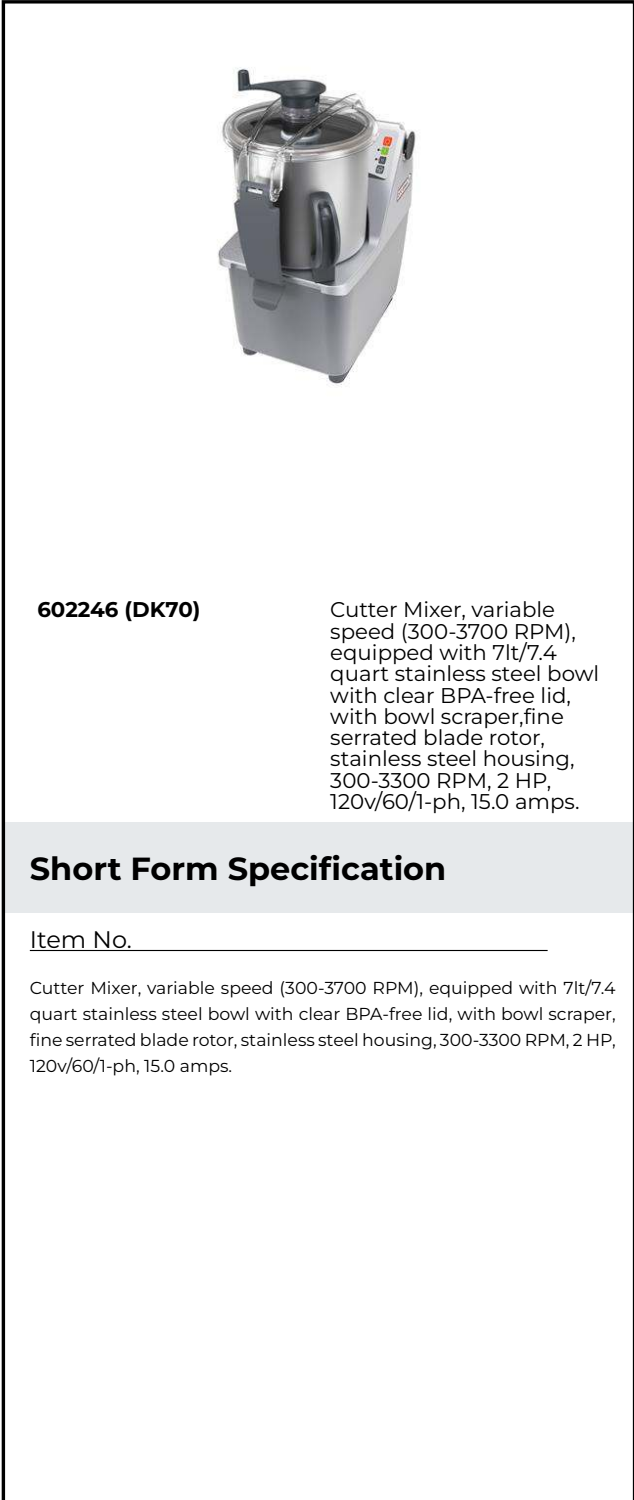 602246 (DK70)
Cutter Mixer, variable
speed (300-3700 RPM),
equipped with 7lt/7.4
quart stainless steel bowl
with clear BPA-free lid,
with bowl scraper,fine
serrated blade rotor,
stainless steel housing,
300-3300 RPM, 2 HP,
120v/60/1-ph, 15.0 amps.
Short Form Specification
Item No.
Cutter Mixer, variable speed (300-3700 RPM), equipped with 7lt/7.4
quart stainless steel bowl with clear BPA-free lid, with bowl scraper,
fine serrated blade rotor, stainless steel housing, 300-3300 RPM, 2 HP,
120v/60/1-ph, 15.0 amps.